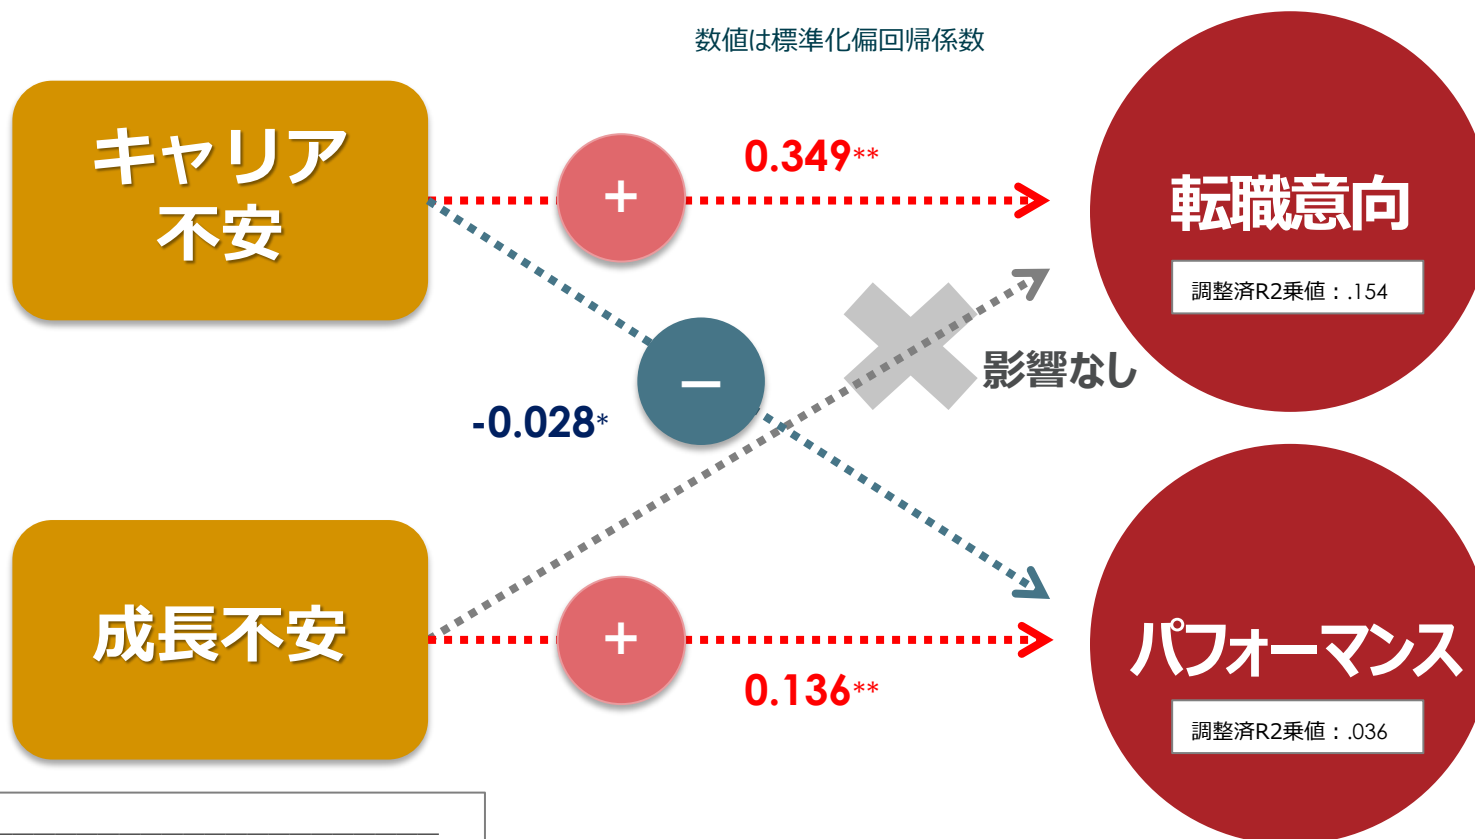 数値は標準化偏回帰係数
キャリア
不安
+
0.349**
転職意向
調整済R2乗値：.154
影響なし
－
-0.028*
成長不安
+
0.136**
パフォーマンス
調整済R2乗値：.036